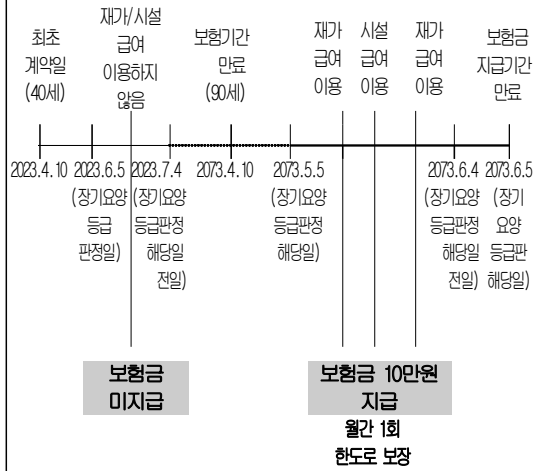 최초
계약일
(40세)
재가/시설
급여
이용하지
않음
보험기간
만료
(90세)
재가
급여
이용
시설
급여
이용
재가
급여
이용
보험금
지급기간
만료
2023.4.10
2023.6.5
(장기요양
등급
판정일)
2023.7.4
(장기요양
등급판정
해당일
전일)
2073.4.10
2073.5.5
(장기요양
등급판정
해당일)
2073.6.4
(장기요양
등급판정
해당일
전일)
2073.6.5
(장기
요양
등급판
해당일)
보험금
미지급
보험금 10만원
지급
월간 1회
한도로 보장